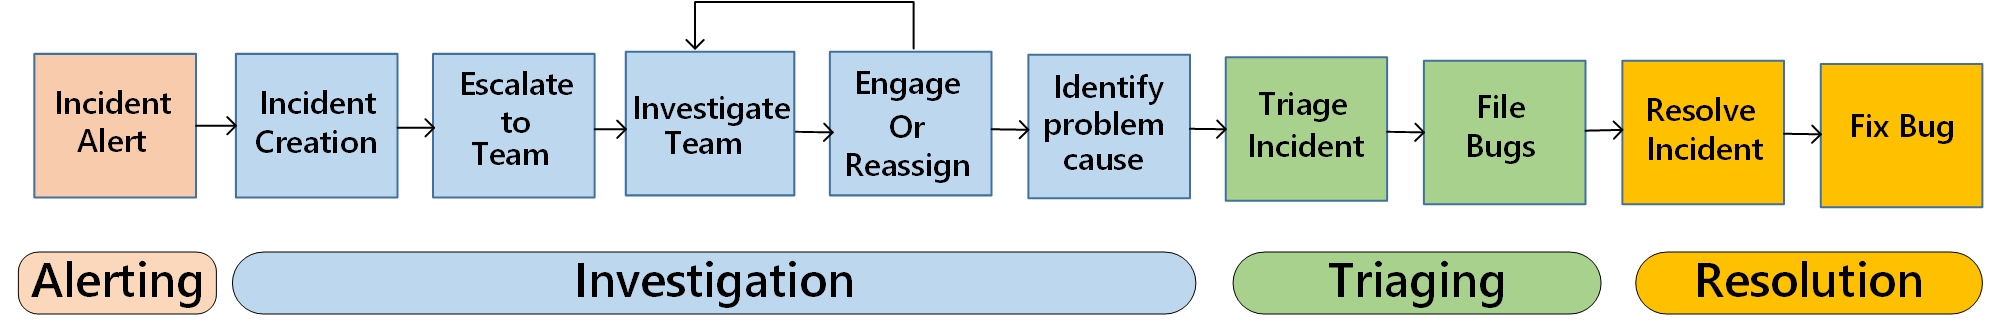 Incident
Alert
Incident
Creation
Escalate
to
Team
Investigate
Team
Engage
Or
Reassign
Identify
problem
cause
Triage
Incident
File
Bugs
Resolve
Incident
Fix Bug
Alerting
Investigation
Triaging
Resolution